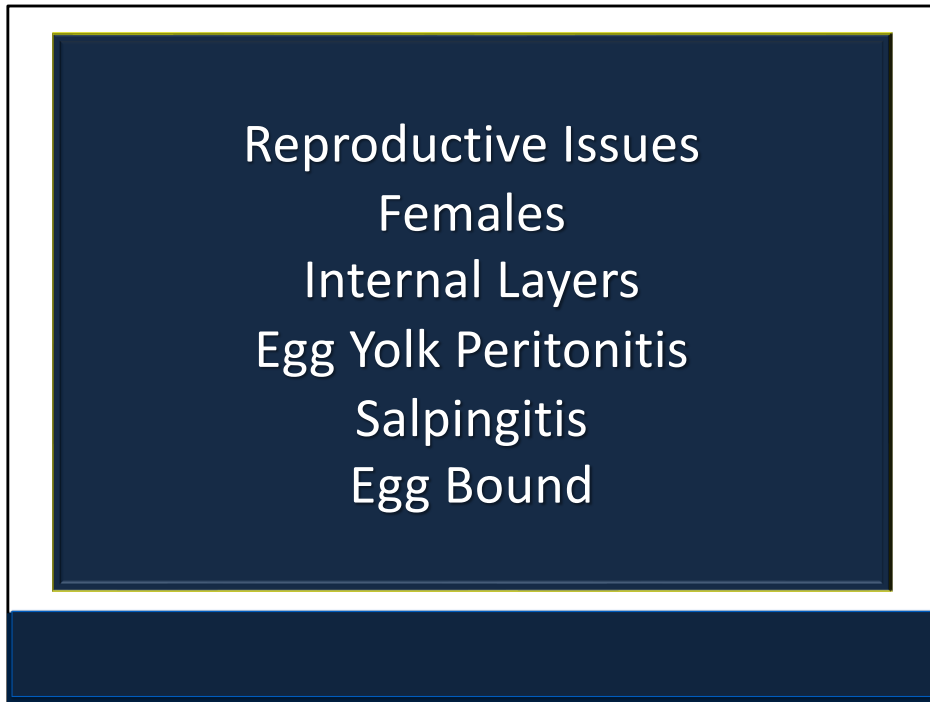 Reproductive Issues
Females
Internal Layers
Egg Yolk Peritonitis
Salpingitis
Egg Bound